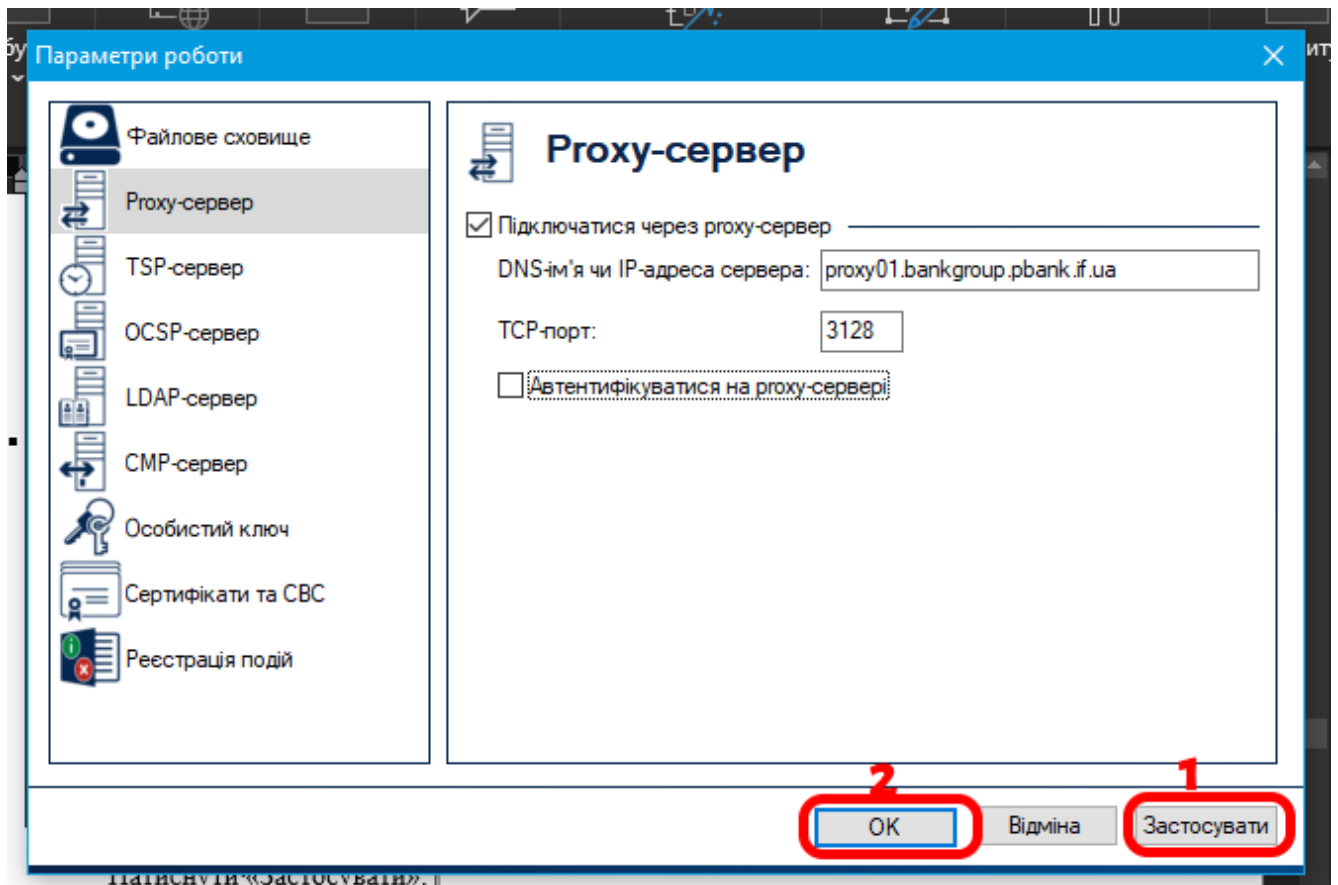 Параметри роботи
Файлове сховище
Proxy-сервер
TSP-сервер
OCSP-сервер
LDAP-сервер
CMP-сервер
Особистий ключ
Сертифікати та СВС
Реєстрація подій
Proxy-сервер
Підключатися через proxy-сервер
DNS-ім'я чи IP-адреса сервера: proxy01.bankgroup.pbank.if.ua
TCP-порт: 3128
Автентифікуватися на proxy-сервері
2 1
OK Відміна Застосувати
Натиснути «Застосувати».